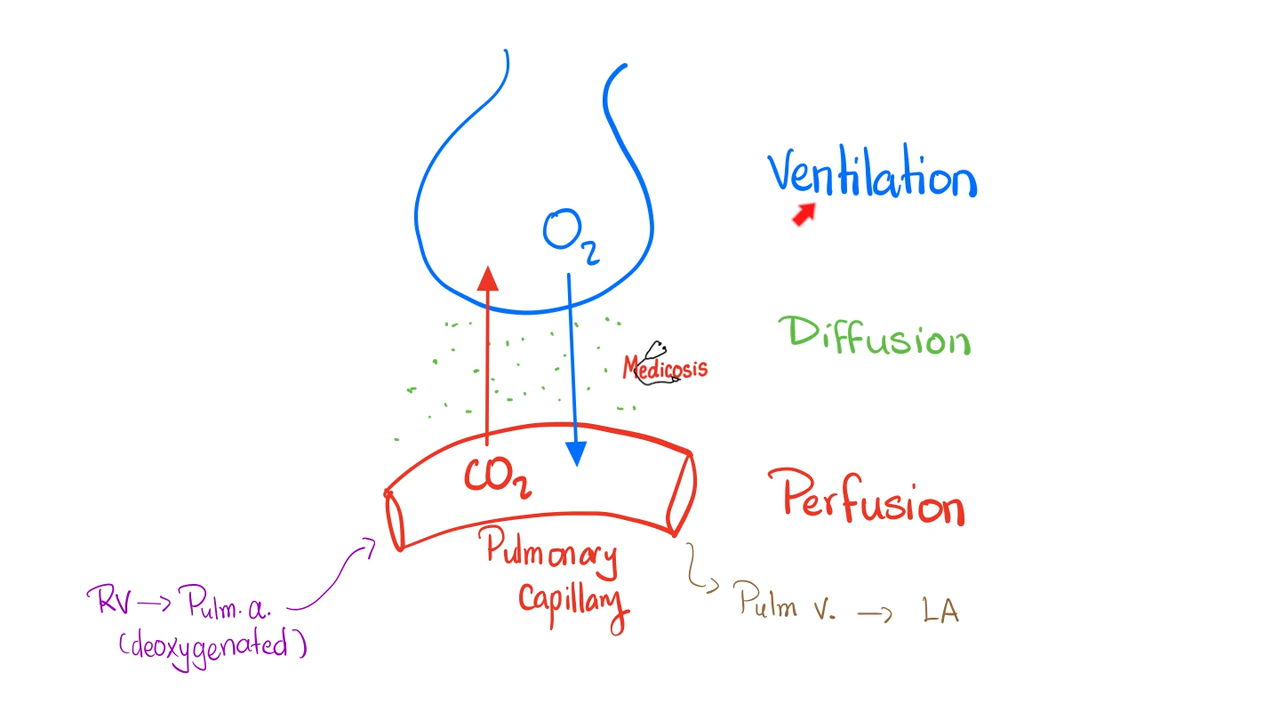 Ventilation
O2
Diffusion
Medicosis
CO2
Perfusion
Pulmonary
Capillary
RV → Pulm. a.
(deoxygenated)
Pulm v. → LA